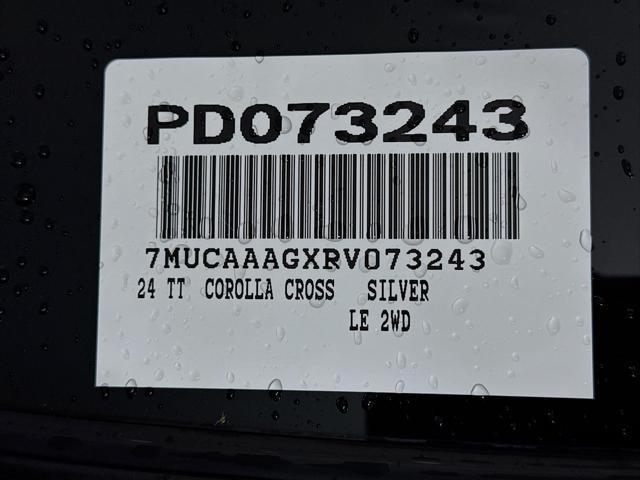 PD073243
7MUCAAAGXRV073243
24 TT COROLLA CROSS SILVER
LE 2WD